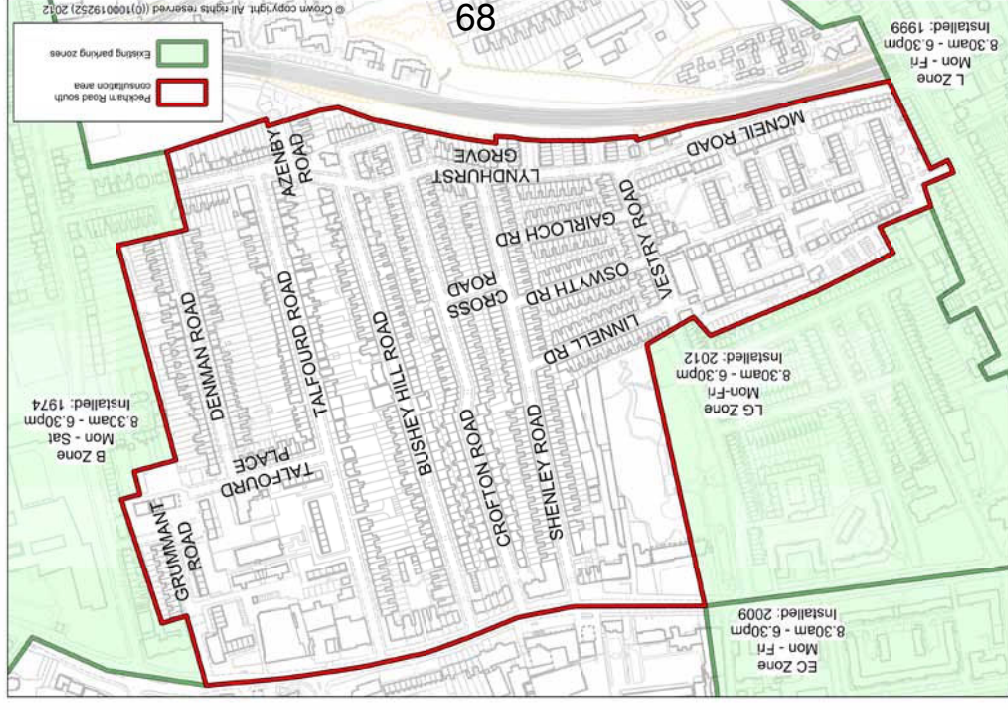 68
© Crown copyright. All rights reserved ((0)100019252) 2012
Existing parking zones
Peckham Road south
consultation area
L Zone
Mon - Fri
8.30am - 6.30pm
Installed: 1999
MCNEIL ROAD
AZENBY
ROAD
LYNDHURST
GROVE
GAIRLOCH RD
VESTRY ROAD
OSWYTH RD
CROSS
ROAD
LINNELL RD
DENMAN ROAD
TALFOURD ROAD
BUSHEY HILL ROAD
LG Zone
Mon-Fri
8.30am - 6.30pm
Installed: 2012
B Zone
Mon - Sat
8.30am - 6.30pm
Installed: 1974
CROFTON ROAD
SHENLEY ROAD
TALFOURD
PLACE
GRUMMANT
ROAD
EC Zone
Mon - Fri
8.30am - 6.30pm
Installed: 2009